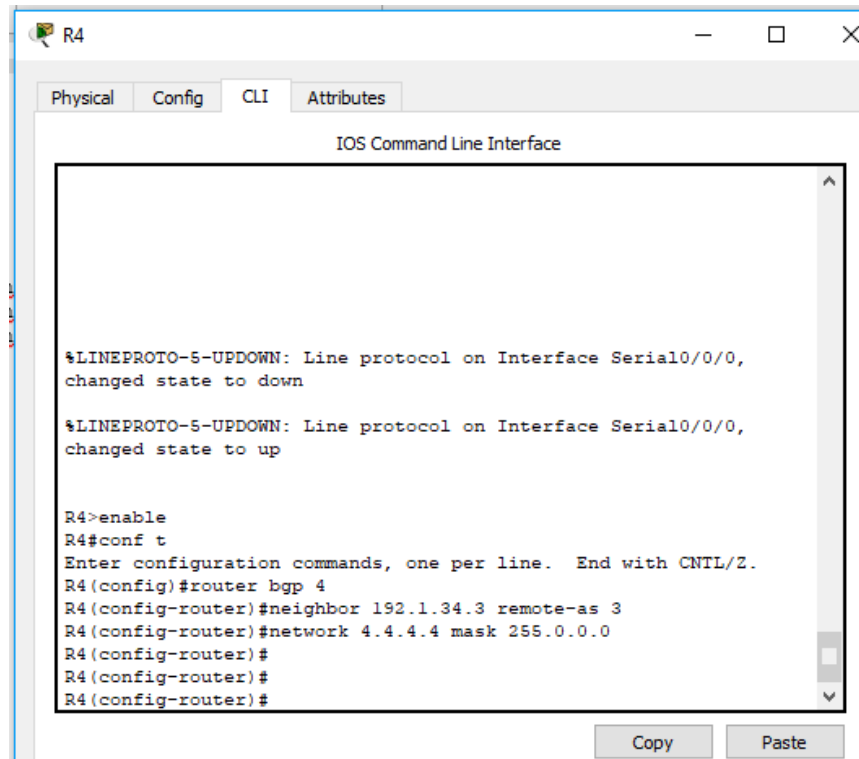 R4
Physical Config CLI Attributes
IOS Command Line Interface
%LINEPROTO-5-UPDOWN: Line protocol on Interface Serial0/0/0,
changed state to down
%LINEPROTO-5-UPDOWN: Line protocol on Interface Serial0/0/0,
changed state to up
R4>enable
R4#conf t
Enter configuration commands, one per line.  End with CNTL/Z.
R4(config)#router bgp 4
R4(config-router)#neighbor 192.1.34.3 remote-as 3
R4(config-router)#network 4.4.4.4 mask 255.0.0.0
R4(config-router)#
R4(config-router)#
R4(config-router)#
Copy Paste